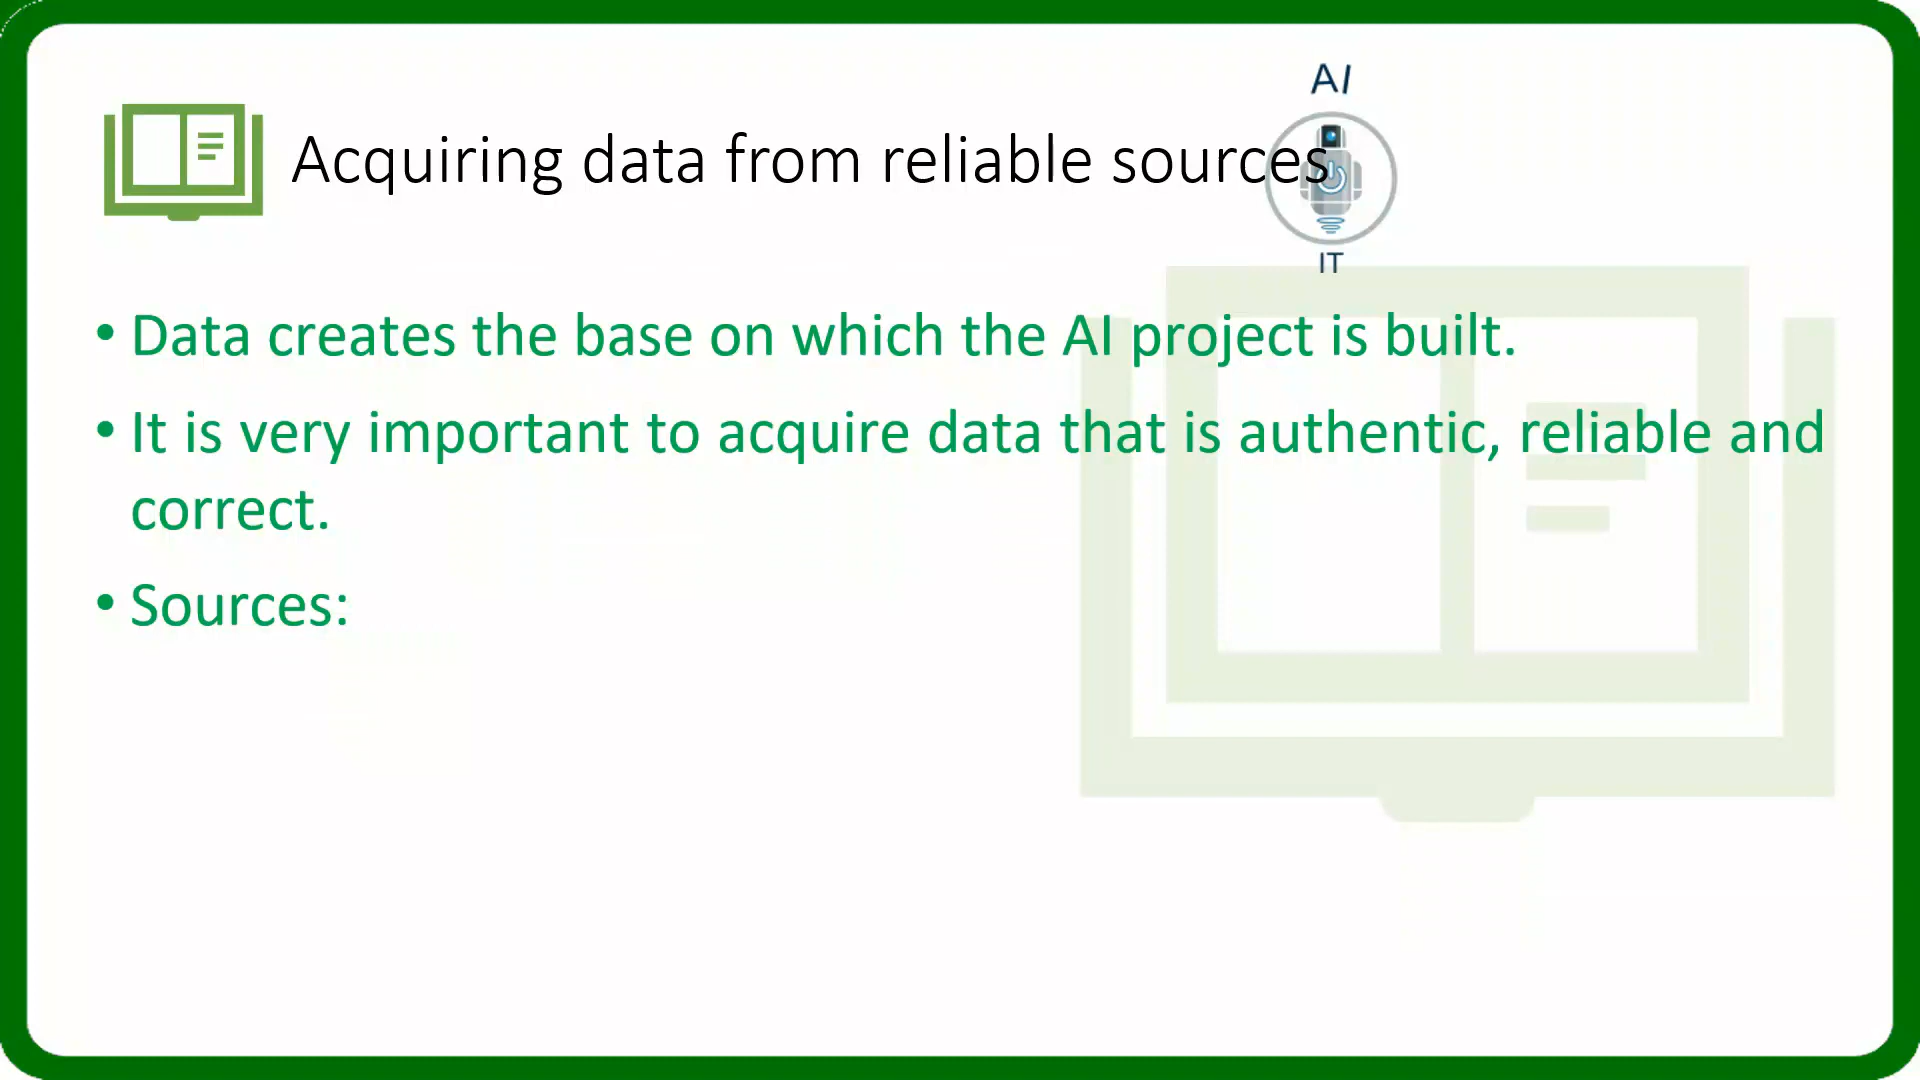 AI
Acquiring data from reliable sources
IT
• Data creates the base on which the AI project is built.
• It is very important to acquire data that is authentic, reliable and
correct.
• Sources: